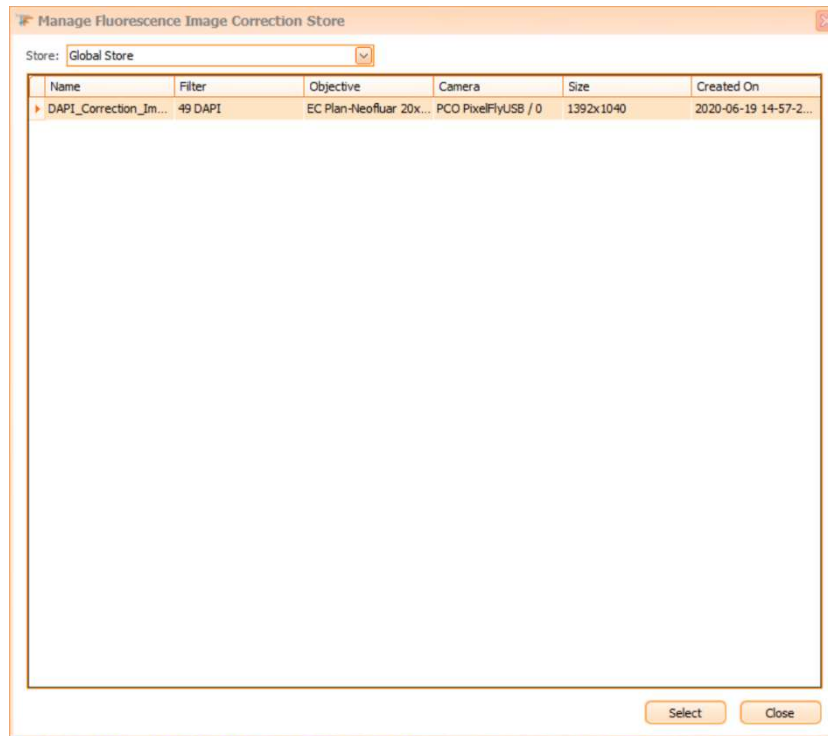 Manage Fluorescence Image Correction Store
Store: Global Store
Name Filter Objective Camera Size Created On
DAPI_Correction_Im... 49 DAPI EC Plan-Neofluar 20x... PCO PixelFlyUSB / 0 1392x1040 2020-06-19 14-57-2...
Select Close